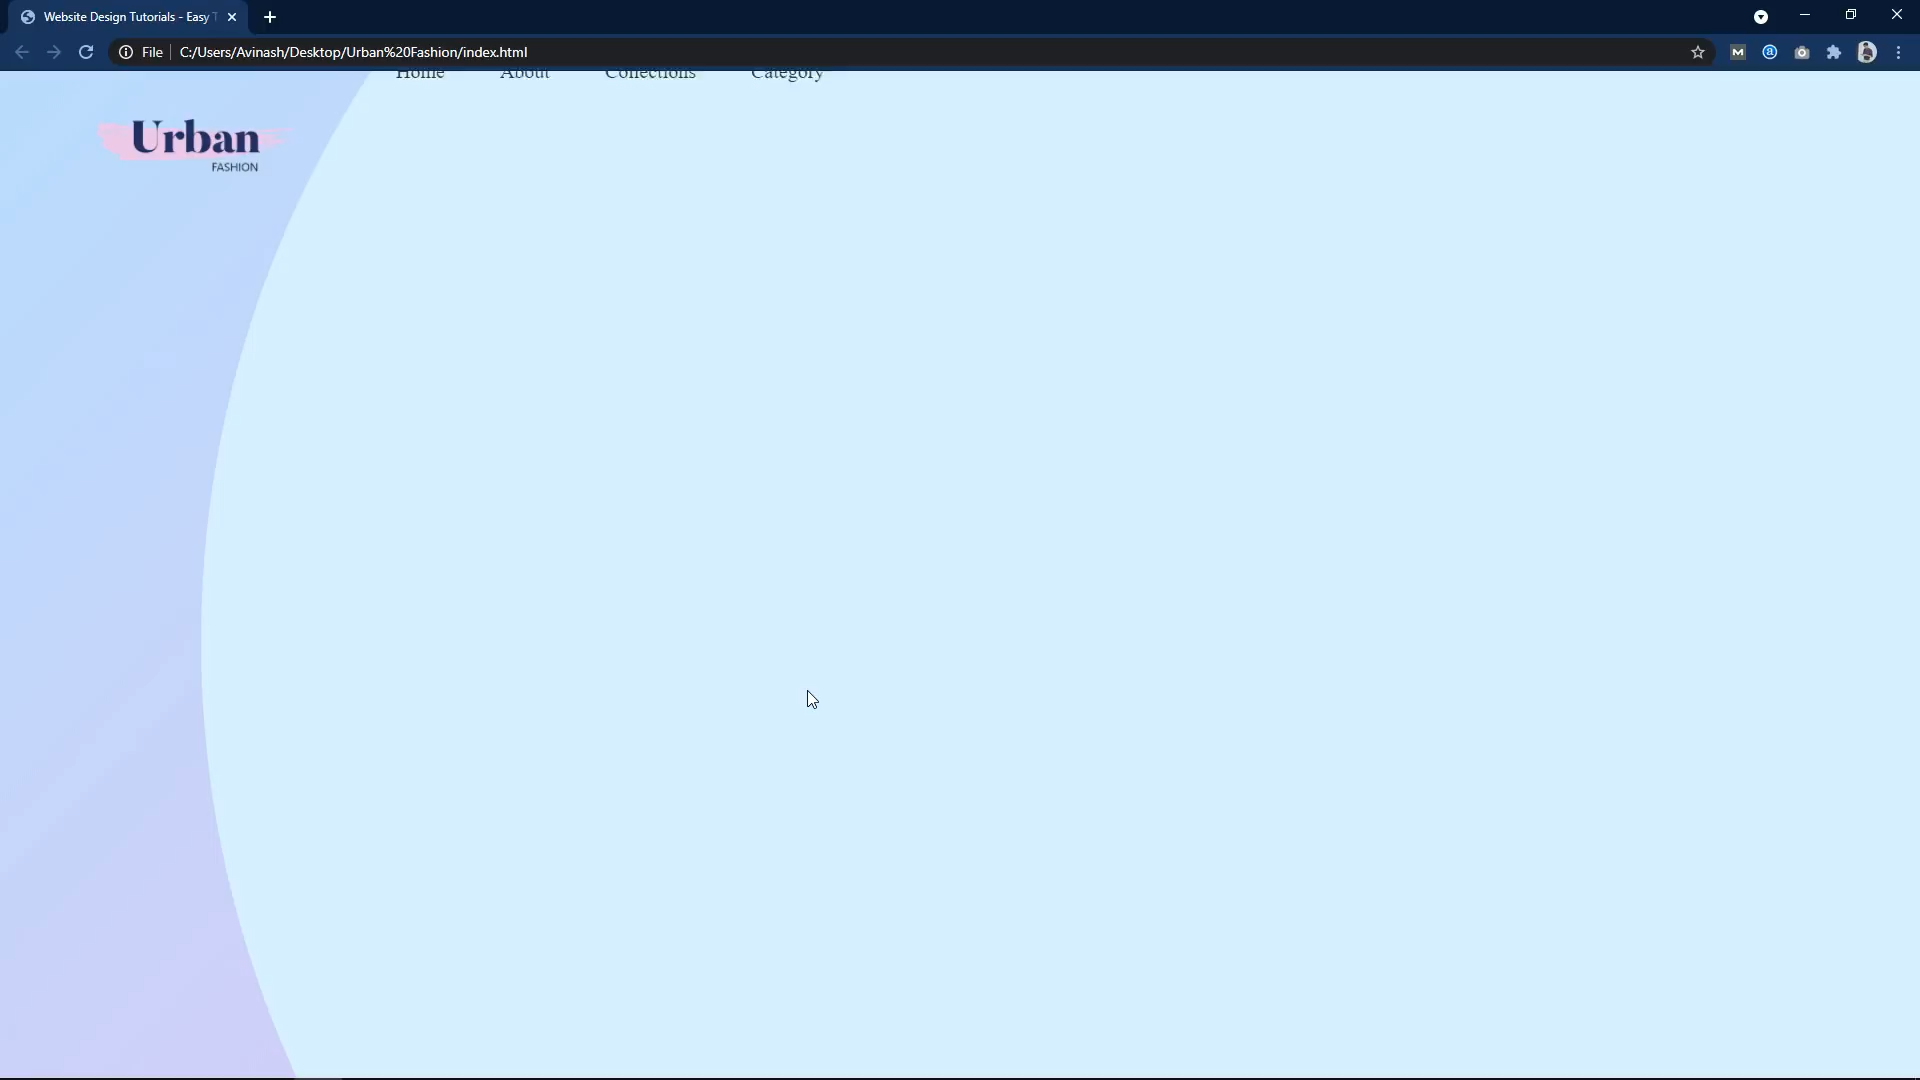 Website Design Tutorials - Easy T
File C:/Users/Avinash/Desktop/Urban%20Fashion/index.html
Home About Collections Category
Urban
FASHION